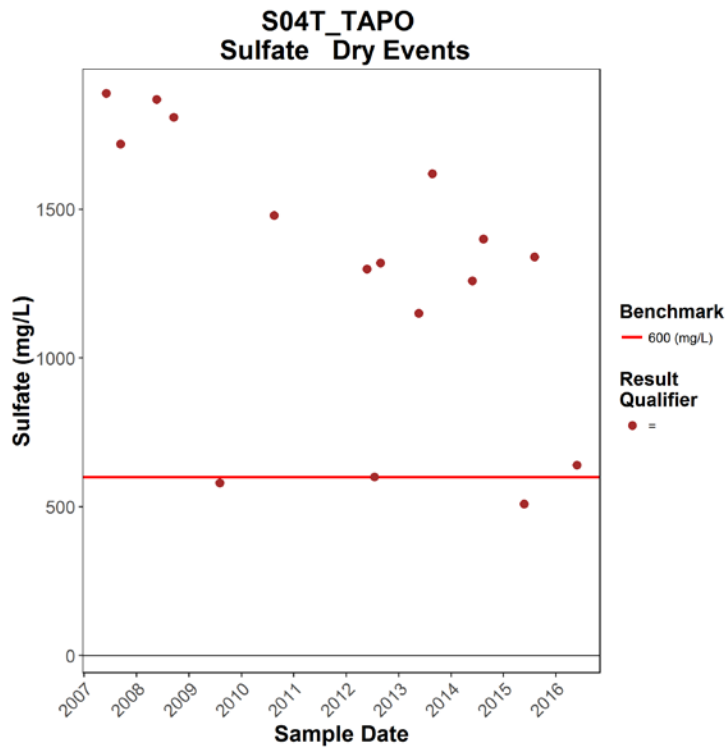 S04T_TAPO
Sulfate Dry Events
Sulfate (mg/L)
1500
1000
500
0
2007
2008
2009
2010
2011
2012
2013
2014
2015
2016
Sample Date
Benchmark
600 (mg/L)
Result
Qualifier
=